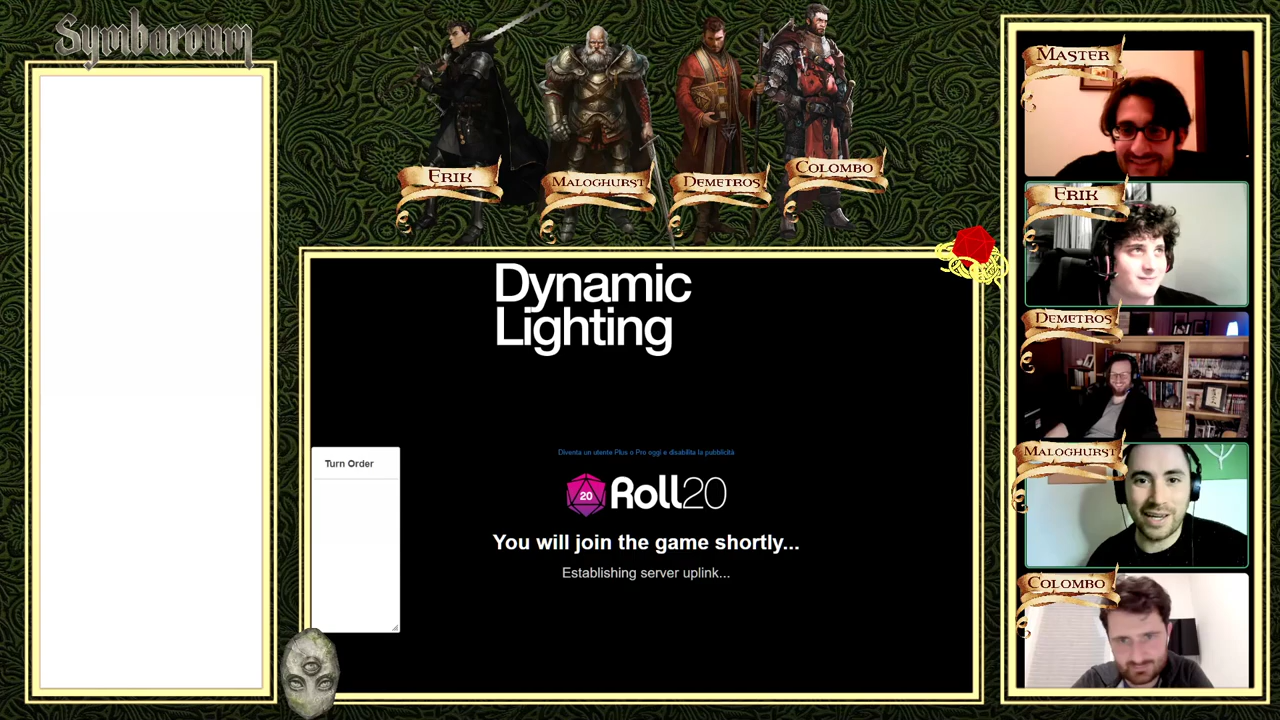 Symbaroum
Erik
Maloghurst
Demetros
Colombo
Dynamic
Lighting
Turn Order
Diventa un utente Plus o Pro oggi e disabilita la pubblicità
20
Roll20
You will join the game shortly...
Establishing server uplink...
Master
Erik
Demetros
Maloghurst
Colombo